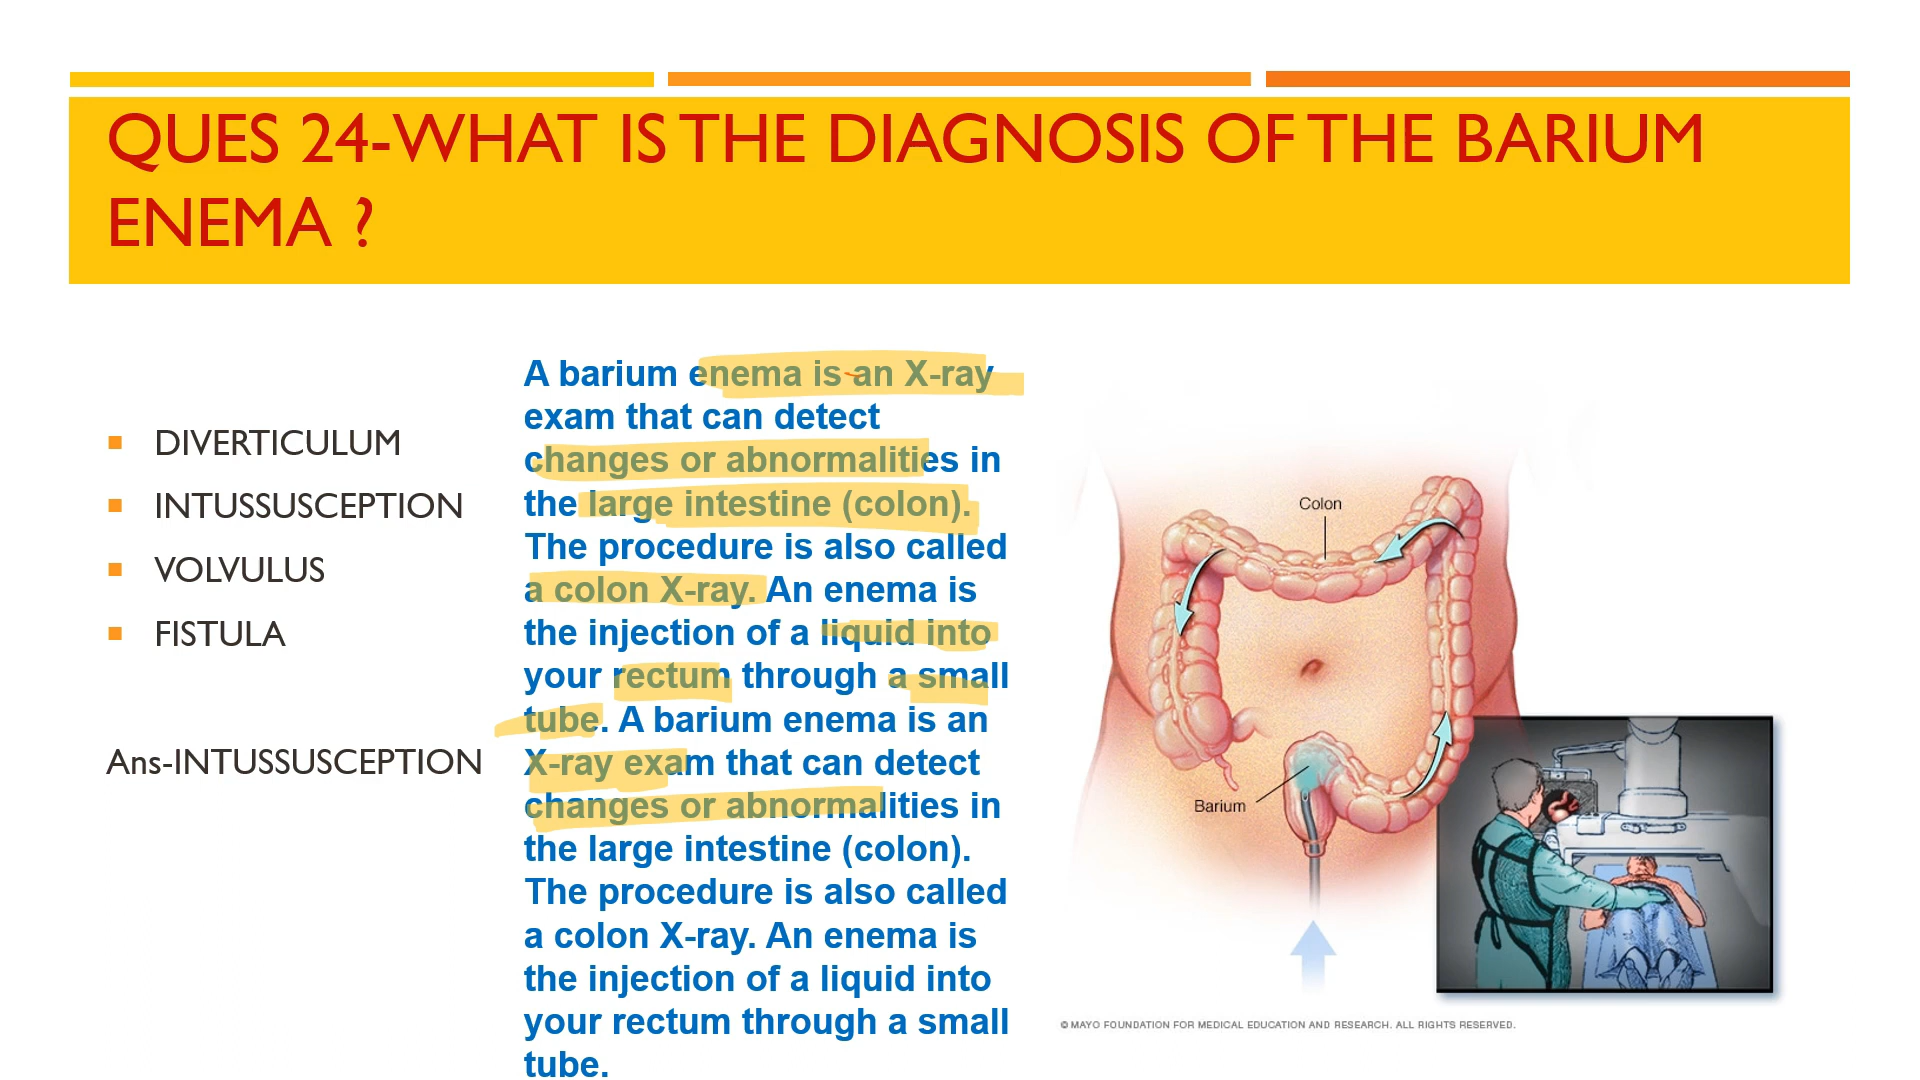 QUES 24-WHAT IS THE DIAGNOSIS OF THE BARIUM
ENEMA ?
DIVERTICULUM
INTUSSUSCEPTION
VOLVULUS
FISTULA
Ans-INTUSSUSCEPTION
A barium enema is an X-ray
exam that can detect
changes or abnormalities in
the large intestine (colon).
The procedure is also called
a colon X-ray. An enema is
the injection of a liquid into
your rectum through a small
tube. A barium enema is an
X-ray exam that can detect
changes or abnormalities in
the large intestine (colon).
The procedure is also called
a colon X-ray. An enema is
the injection of a liquid into
your rectum through a small
tube.
Colon
Barium
© MAYO FOUNDATION FOR MEDICAL EDUCATION AND RESEARCH. ALL RIGHTS RESERVED.